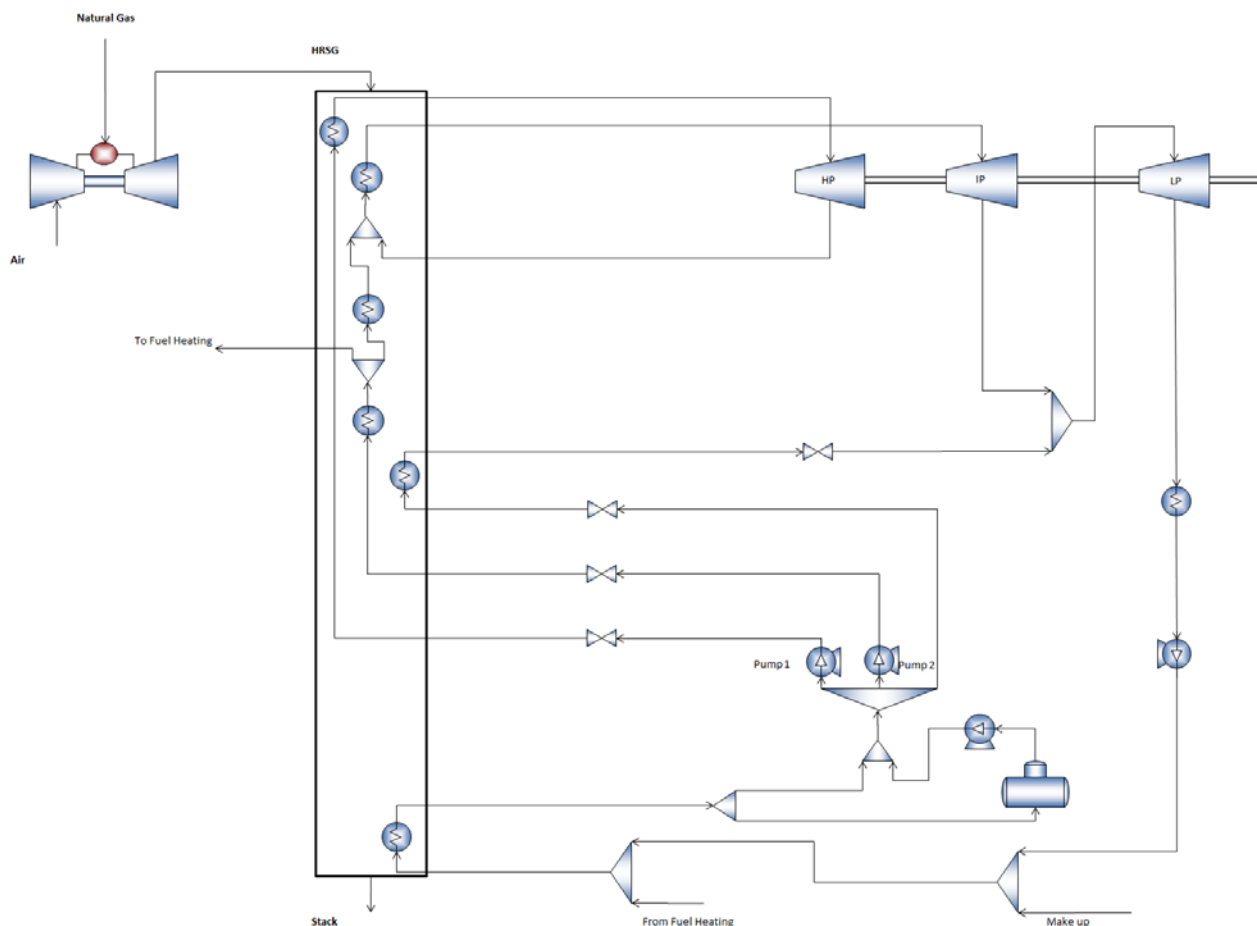 Natural Gas
HRSG
HP
IP
LP
Air
To Fuel Heating
Pump 1
Pump 2
Stack
From Fuel Heating
Make up